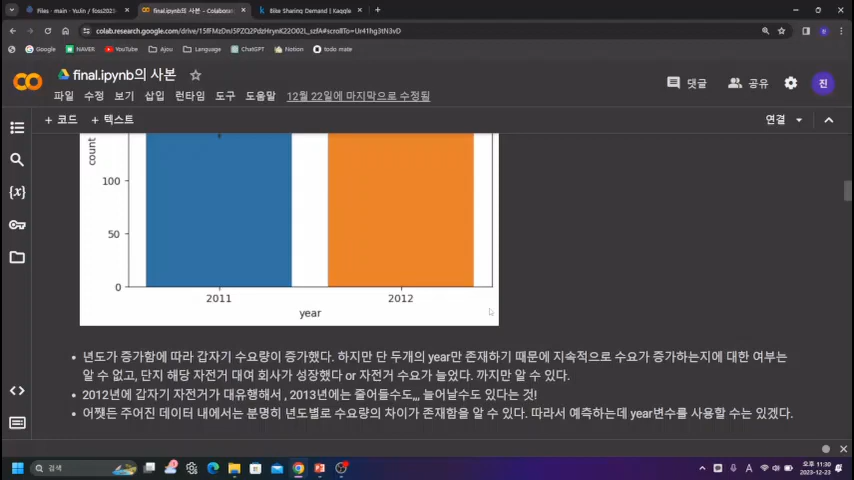 Files · main · YuJin / foss2023
final.ipynb의 사본 - Colaborat
Bike Sharing Demand | Kaggle
colab.research.google.com/drive/
Google
NAVER
YouTube
Ajou
Language
ChatGPT
Notion
todo mate
final.ipynb의 사본
댓글
공유
진
파일 수정 보기 삽입 런타임 도구 도움말 12월 22일에 마지막으로 수정됨
+ 코드 + 텍스트
연결
count
100
50
0
2011
2012
year
• 년도가 증가함에 따라 갑자기 수요량이 증가했다. 하지만 단 두개의 year만 존재하기 때문에 지속적으로 수요가 증가하는지에 대한 여부는
알 수 없고, 단지 해당 자전거 대여 회사가 성장했다 or 자전거 수요가 늘었다. 까지만 알 수 있다.
• 2012년에 갑자기 자전거가 대유행해서 , 2013년에는 줄어들수도,,, 늘어날수도 있다는 것!
• 어쨋든 주어진 데이터 내에서는 분명히 년도별로 수요량의 차이가 존재함을 알 수 있다. 따라서 예측하는데 year변수를 사용할 수는 있겠다.
검색
A
오후 11:30
2023-12-23